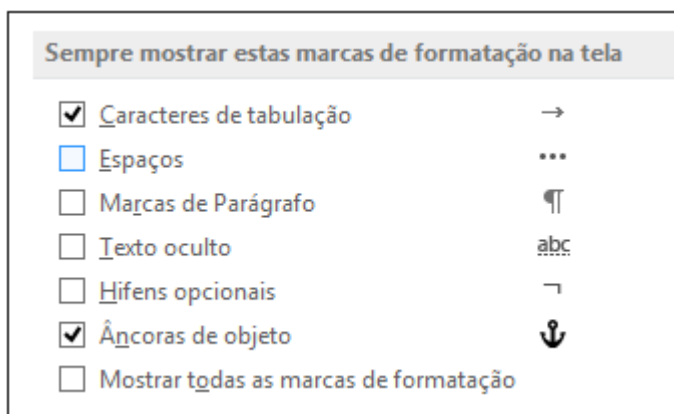 Sempre mostrar estas marcas de formatação na tela
Caracteres de tabulação →
Espaços •••
Marcas de Parágrafo ¶
Texto oculto abc
Hifens opcionais ¬
Âncoras de objeto ⚓
Mostrar todas as marcas de formatação